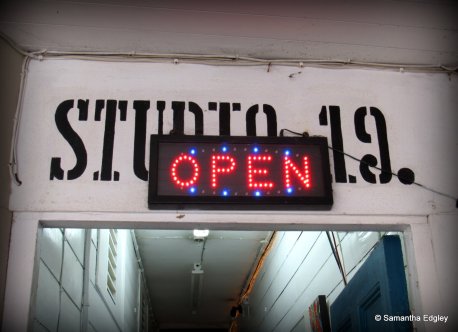 STUDIO 19.
OPEN
© Samantha Edgley